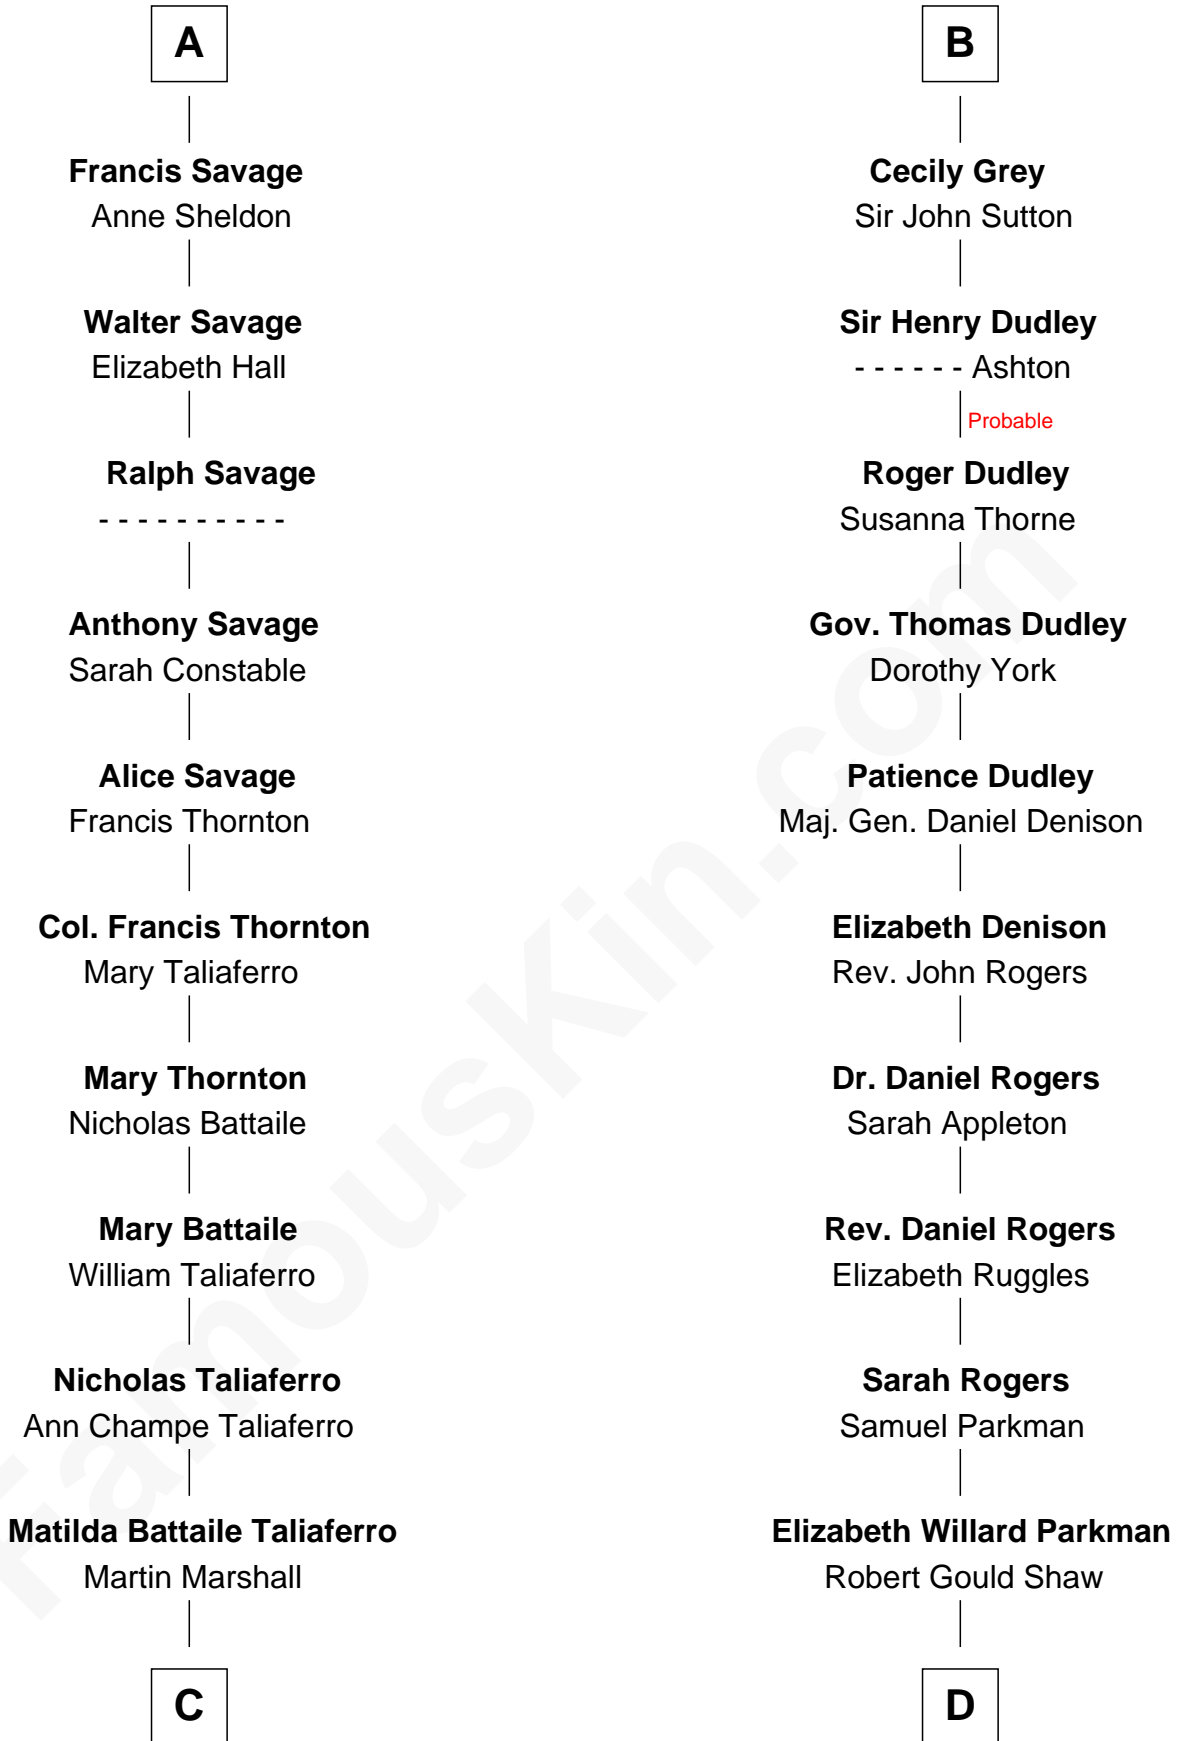 A
Francis Savage
Anne Sheldon
Walter Savage
Elizabeth Hall
Ralph Savage
- - - - - - - - - -
Anthony Savage
Sarah Constable
Alice Savage
Francis Thornton
Col. Francis Thornton
Mary Taliaferro
Mary Thornton
Nicholas Battaile
Mary Battaile
William Taliaferro
Nicholas Taliaferro
Ann Champe Taliaferro
Matilda Battaile Taliaferro
Martin Marshall
C
B
Cecily Grey
Sir John Sutton
Sir Henry Dudley
- - - - - - Ashton
Probable
Roger Dudley
Susanna Thorne
Gov. Thomas Dudley
Dorothy York
Patience Dudley
Maj. Gen. Daniel Denison
Elizabeth Denison
Rev. John Rogers
Dr. Daniel Rogers
Sarah Appleton
Rev. Daniel Rogers
Elizabeth Ruggles
Sarah Rogers
Samuel Parkman
Elizabeth Willard Parkman
Robert Gould Shaw
D
FamousKin.com